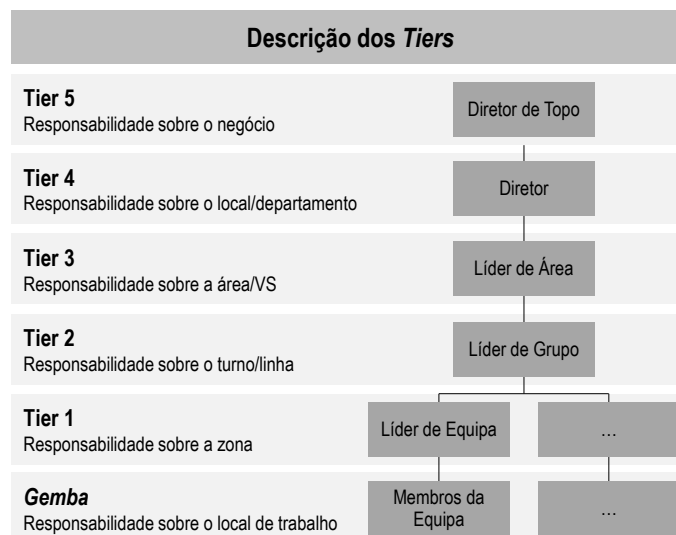 Descrição dos Tiers
Tier 5
Responsabilidade sobre o negócio
Diretor de Topo
Tier 4
Responsabilidade sobre o local/departamento
Diretor
Tier 3
Responsabilidade sobre a área/VS
Líder de Área
Tier 2
Responsabilidade sobre o turno/linha
Líder de Grupo
Tier 1
Responsabilidade sobre a zona
Líder de Equipa
…
Gemba
Responsabilidade sobre o local de trabalho
Membros da
Equipa
…